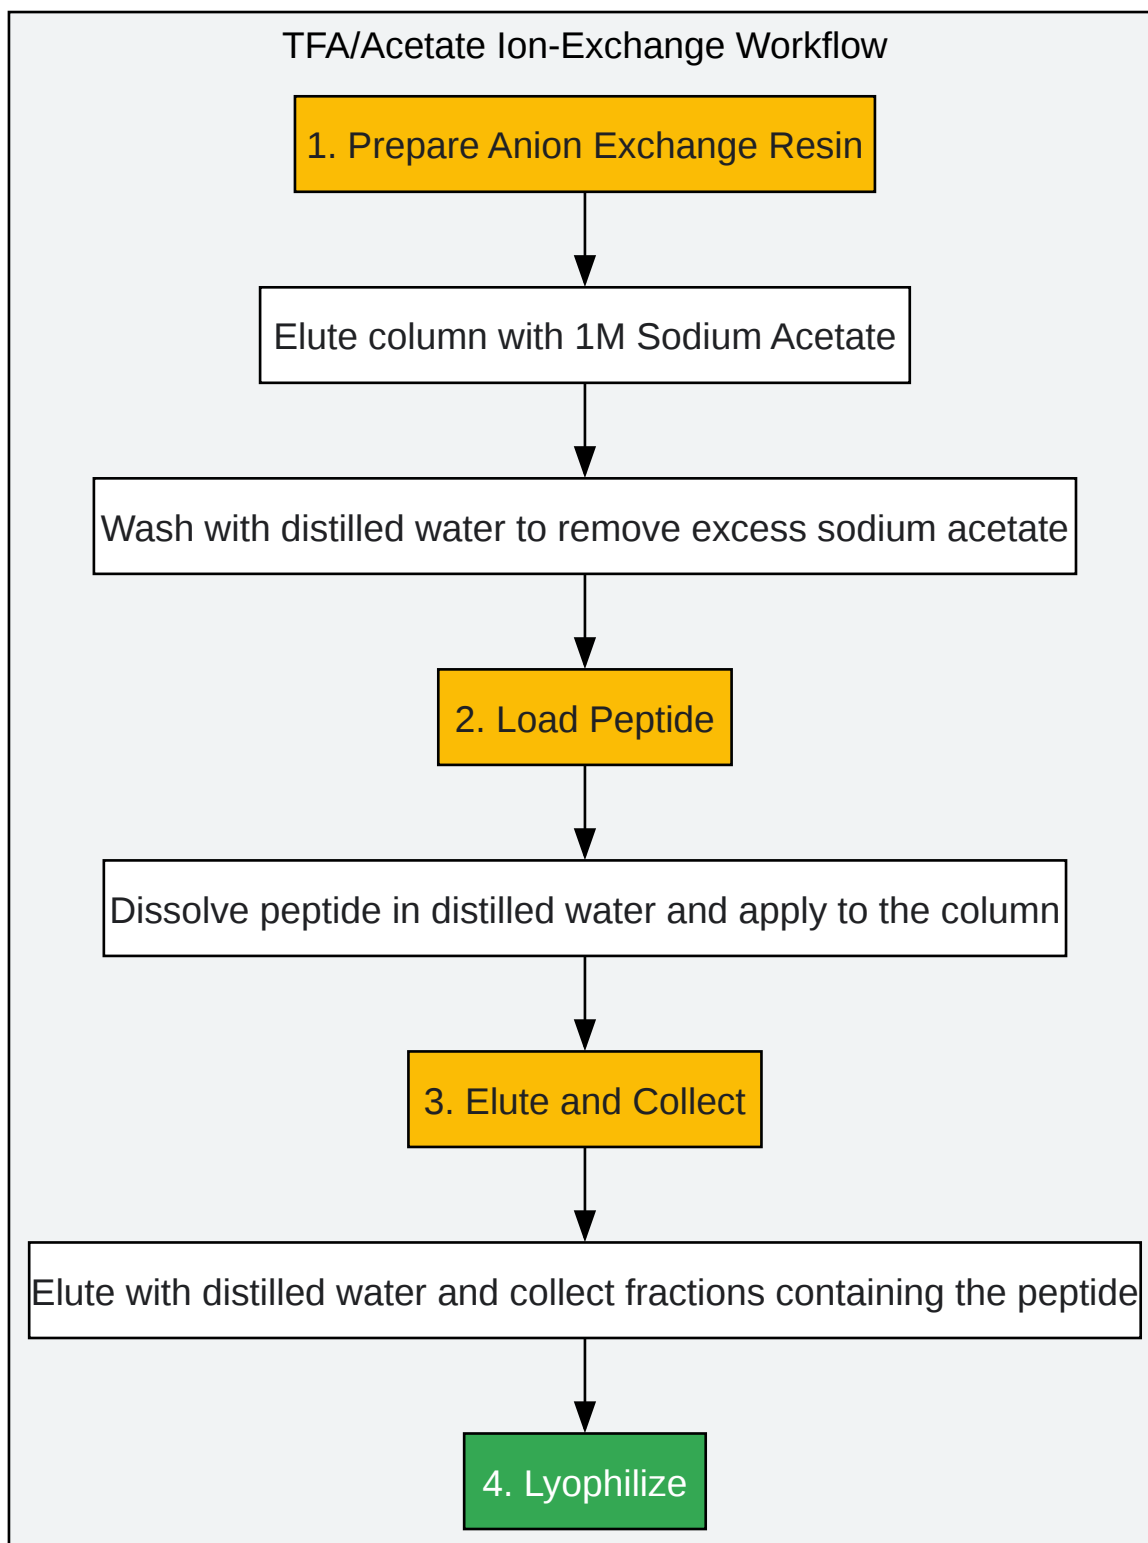 TFA/Acetate Ion-Exchange Workflow
1. Prepare Anion Exchange Resin
Elute column with 1M Sodium Acetate
Wash with distilled water to remove excess sodium acetate
2. Load Peptide
Dissolve peptide in distilled water and apply to the column
3. Elute and Collect
Elute with distilled water and collect fractions containing the peptide
4. Lyophilize